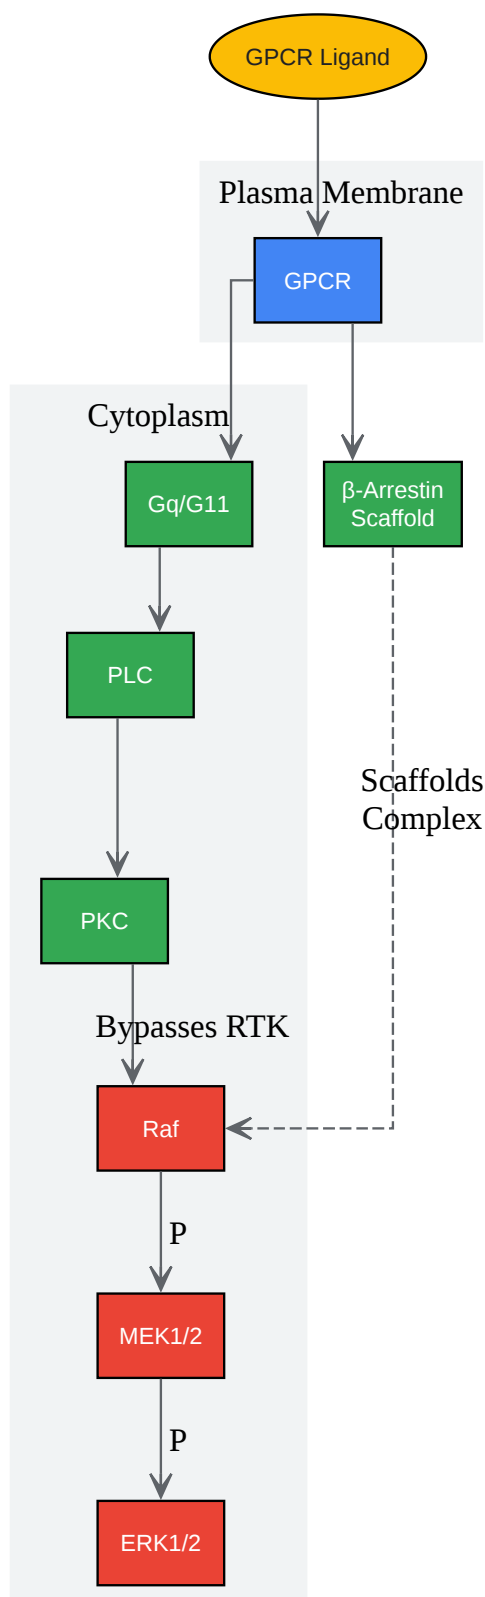 GPCR Ligand
Plasma Membrane
GPCR
Cytoplasm
Gq/G11
β-Arrestin
Scaffold
PLC
Scaffolds
Complex
PKC
Bypasses RTK
Raf
P
MEK1/2
P
ERK1/2